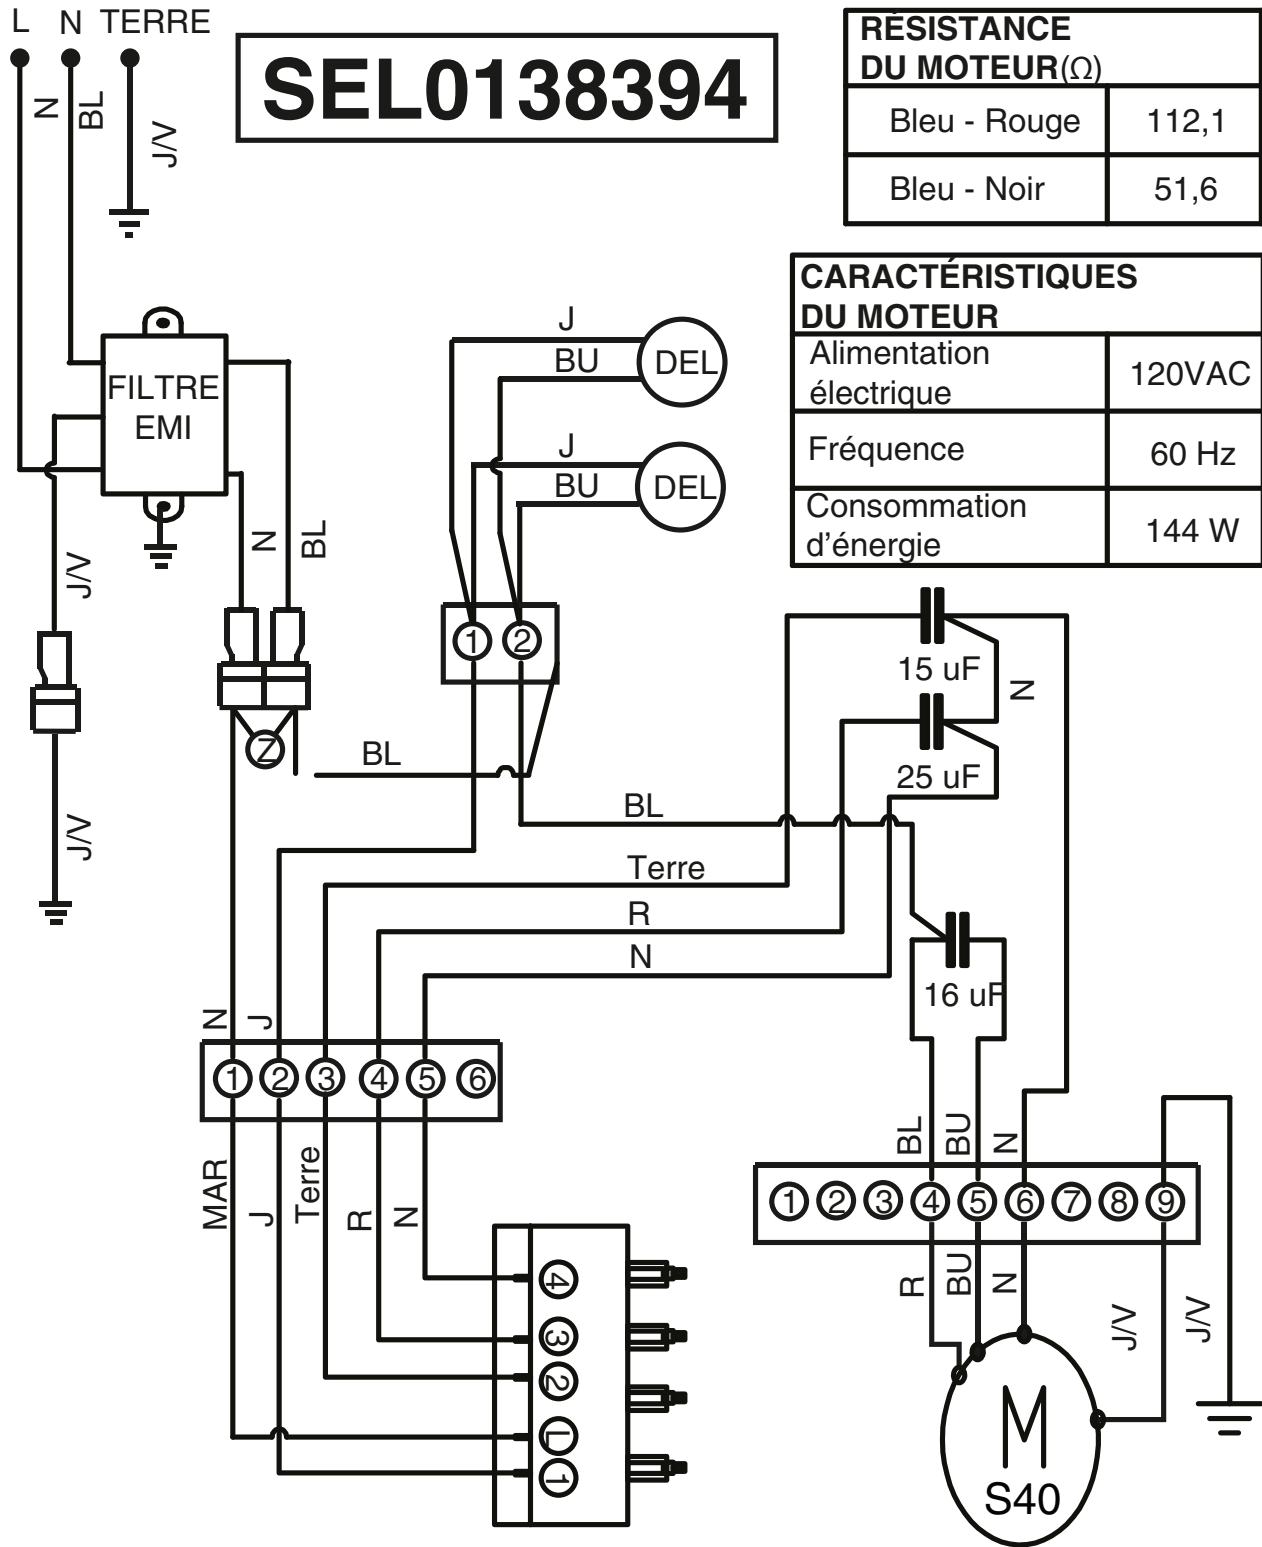 L N TERRE
SEL0138394
RÉSISTANCE
DU MOTEUR(Ω)
Bleu - Rouge 112,1
Bleu - Noir 51,6
N
BL
J/V
CARACTÉRISTIQUES
DU MOTEUR
Alimentation
électrique
120VAC
Fréquence 60 Hz
Consommation
d'énergie
144 W
FILTRE
EMI
J
BU
DEL
J
BU
DEL
N
BL
J/V
1 2
15 uF
N
25 uF
Z
BL
BL
J/V
Terre
R
N
16 uF
N
J
1 2 3 4 5 6
MAR
J
Terre
R
N
BL
BU
N
1 2 3 4 5 6 7 8 9
R
BU
N
J/V
J/V
4
3
2
L
1
M
S40